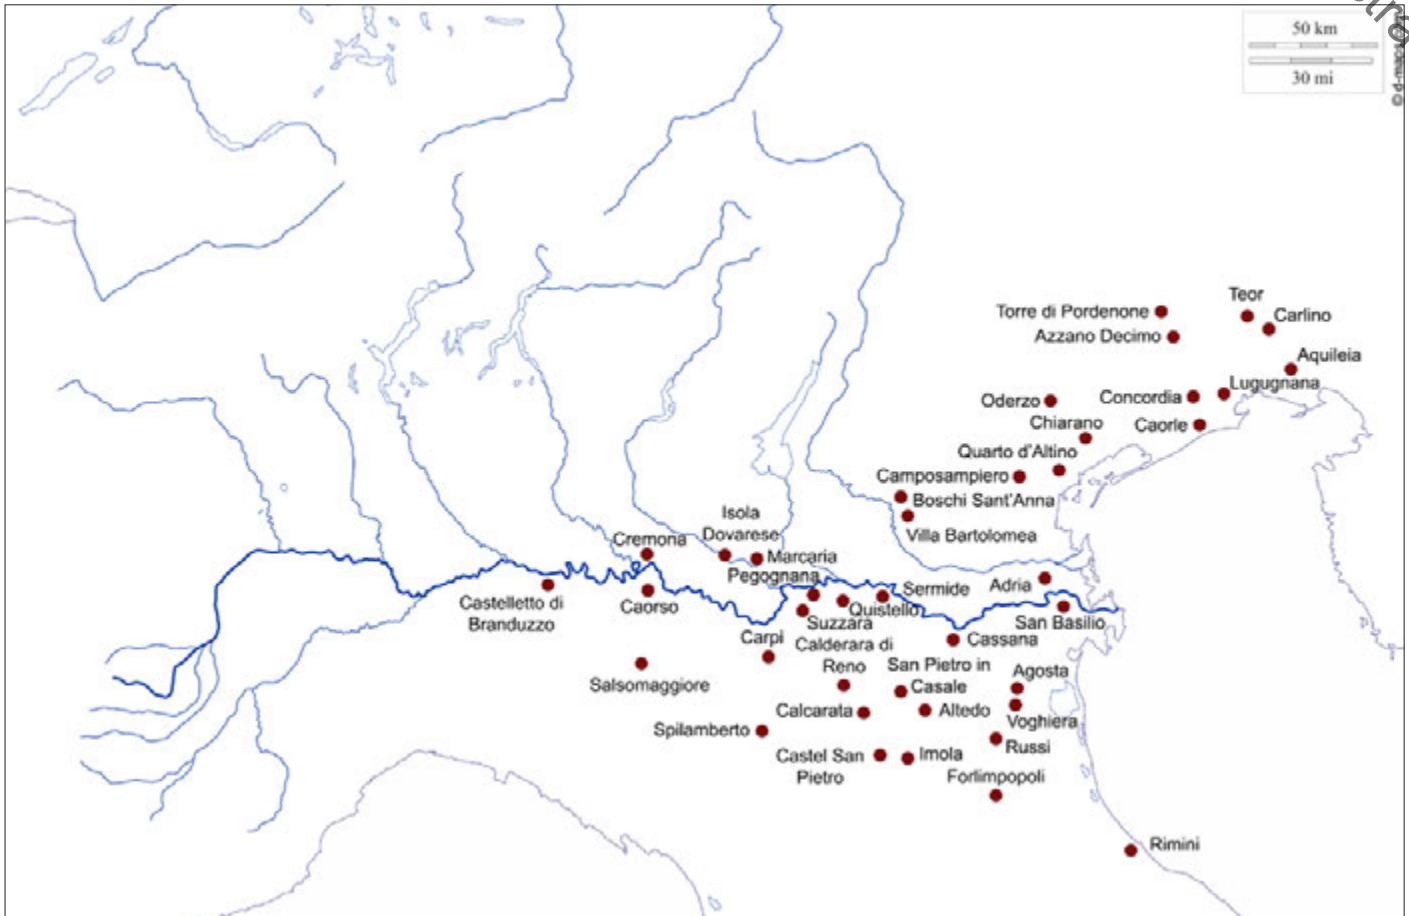 50 km
30 mi
© d-maps.com
Teor
Torre di Pordenone
Carlino
Azzano Decimo
Aquileia
Lugugnana
Oderzo
Concordia
Chiarano
Caorle
Quarto d'Altino
Camposampiero
Boschi Sant'Anna
Isola
Dovarese
Villa Bartolomea
Cremona
Marcaria
Pegognana
Sermide
Adria
Castelletto di
Branduzzo
Caorso
Quistello
Suzzara
San Basilio
Carpi
Calderara di
Reno
Cassana
San Pietro in
Casale
Agosta
Salsomaggiore
Calcarata
Altedo
Voghiera
Spilamberto
Russi
Castel San
Pietro
Imola
Forlimpopoli
Rimini